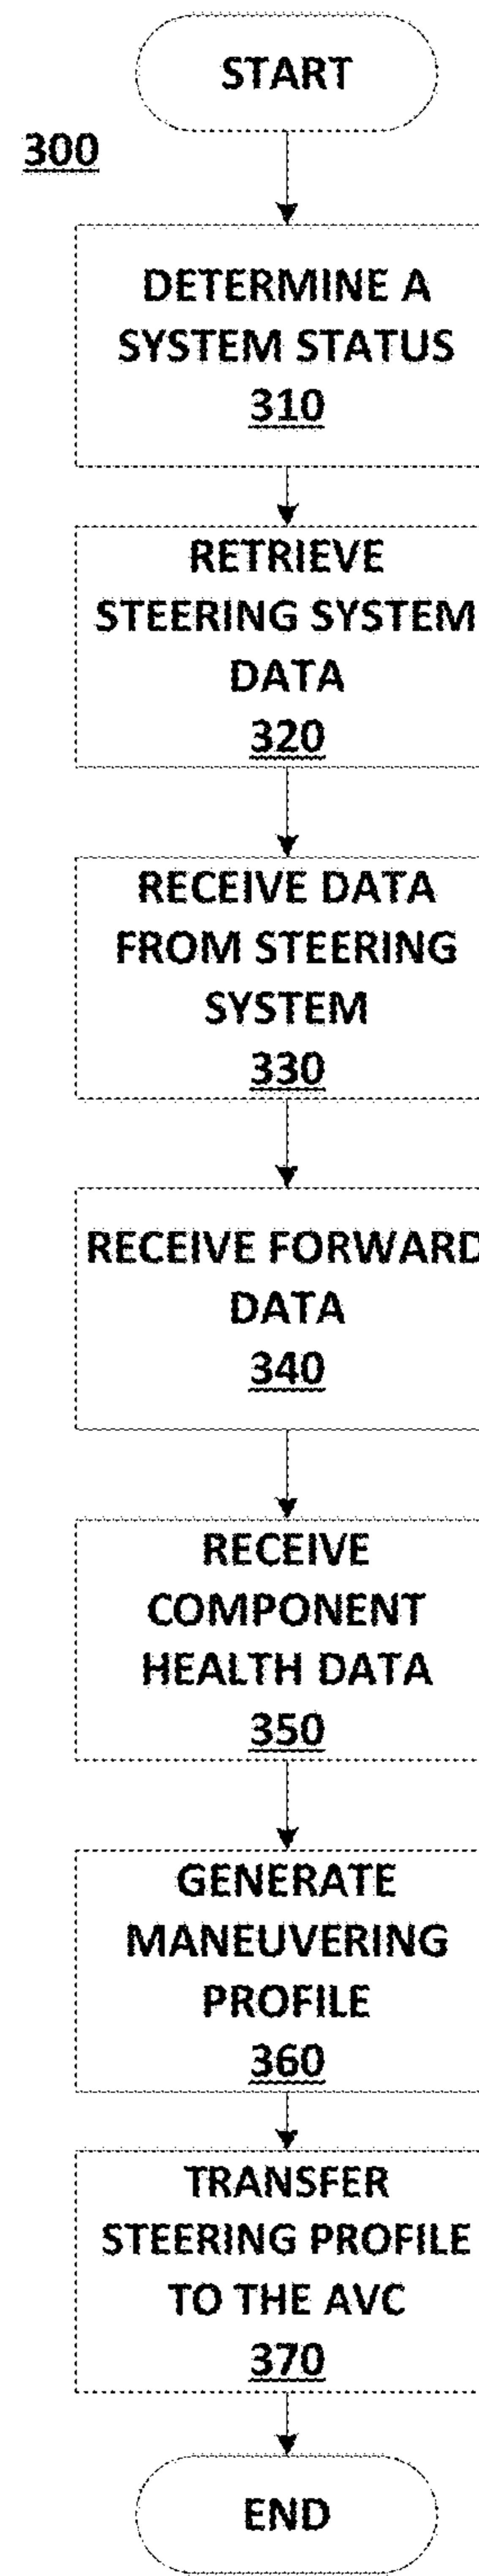 START
300
DETERMINE A
SYSTEM STATUS
310
RETRIEVE
STEERING SYSTEM
DATA
320
RECEIVE DATA
FROM STEERING
SYSTEM
330
RECEIVE FORWARD
DATA
340
RECEIVE
COMPONENT
HEALTH DATA
350
GENERATE
MANEUVERING
PROFILE
360
TRANSFER
STEERING PROFILE
TO THE AVC
370
END